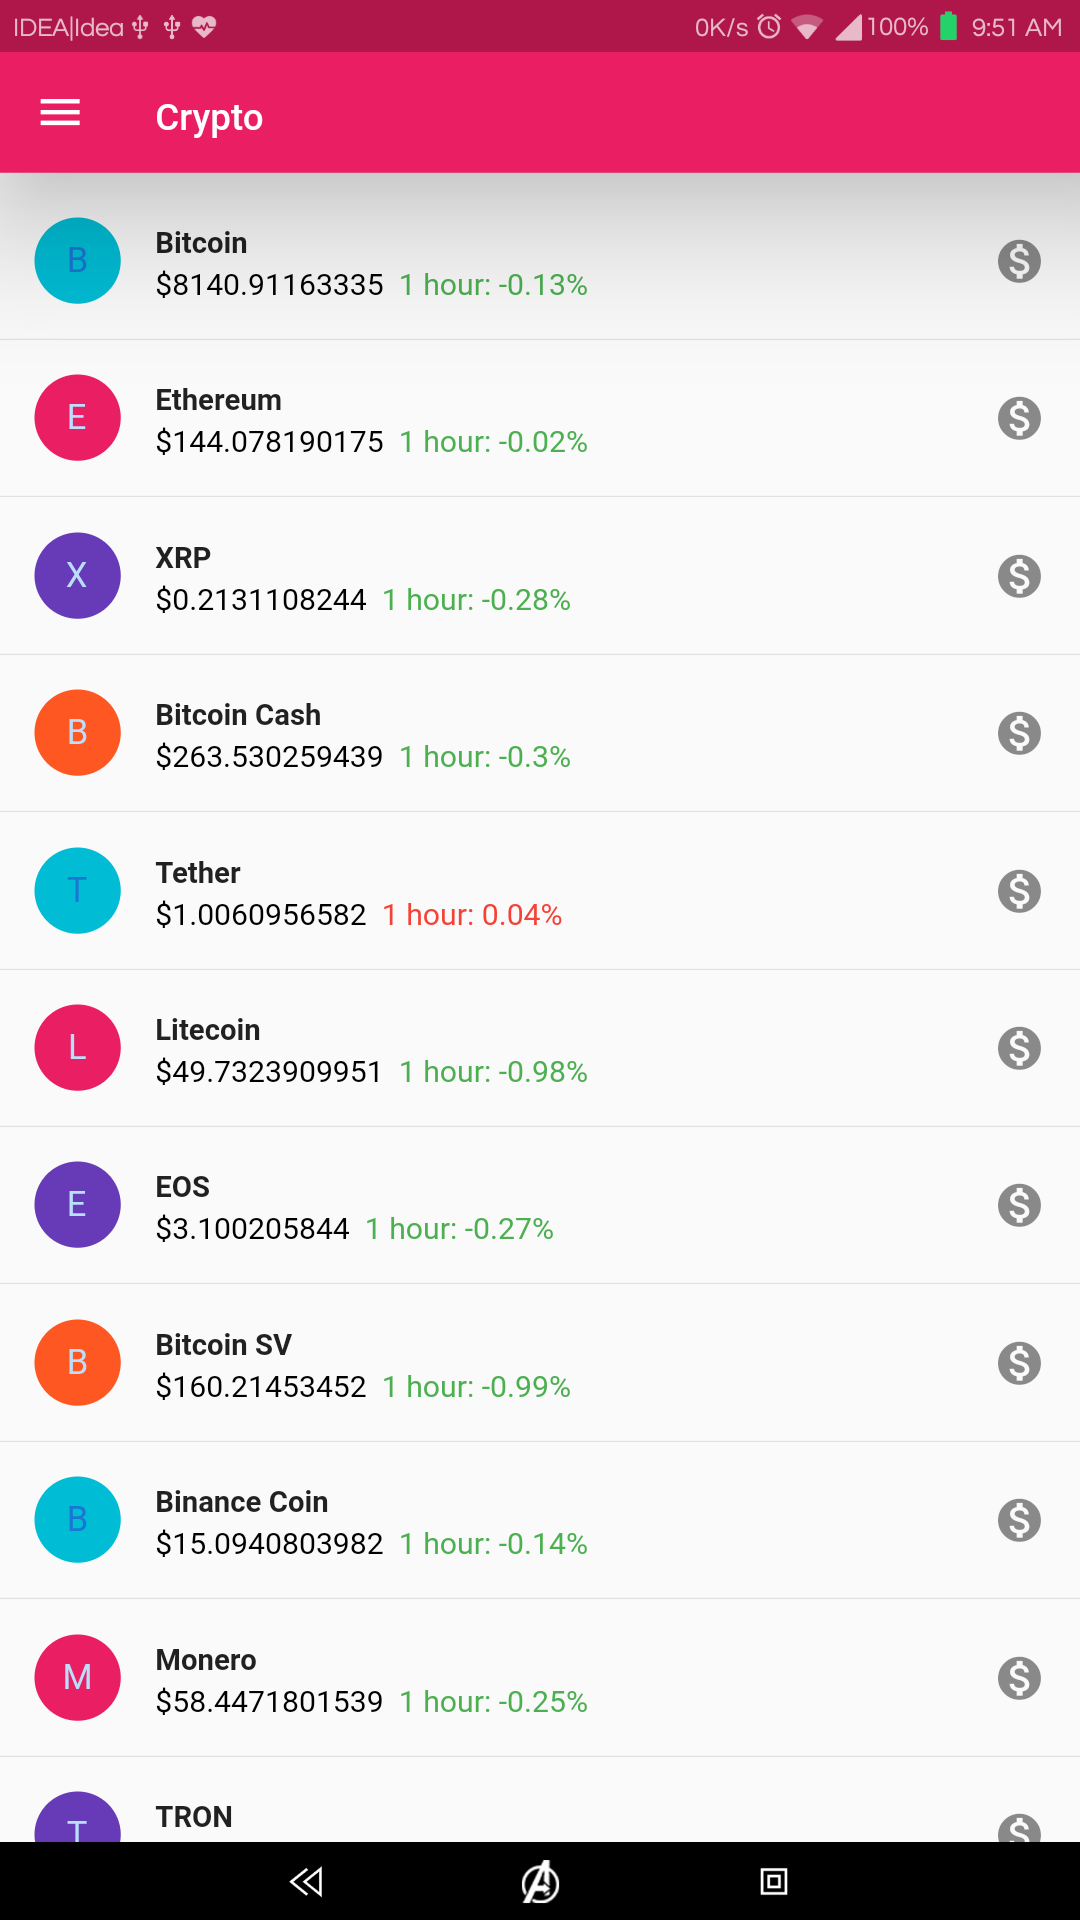 IDEA|Idea 0K/s 100% 9:51 AM
Crypto
B Bitcoin
$8140.91163335 1 hour: -0.13%
E Ethereum
$144.078190175 1 hour: -0.02%
X XRP
$0.2131108244 1 hour: -0.28%
B Bitcoin Cash
$263.530259439 1 hour: -0.3%
T Tether
$1.0060956582 1 hour: 0.04%
L Litecoin
$49.7323909951 1 hour: -0.98%
E EOS
$3.100205844 1 hour: -0.27%
B Bitcoin SV
$160.21453452 1 hour: -0.99%
B Binance Coin
$15.0940803982 1 hour: -0.14%
M Monero
$58.4471801539 1 hour: -0.25%
T TRON